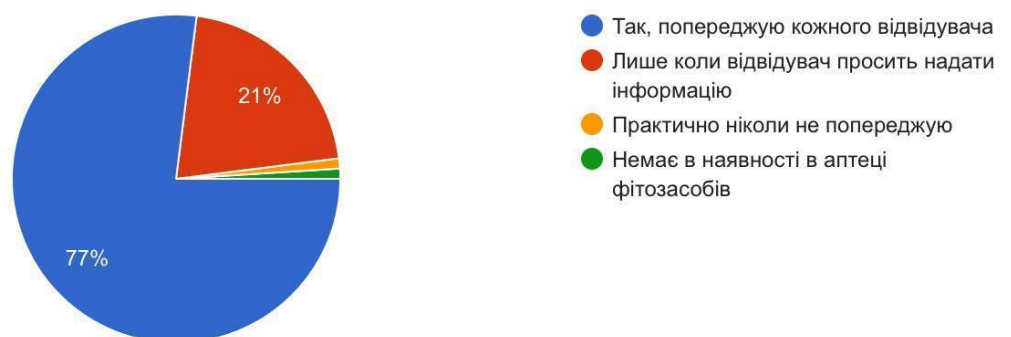 Так, попереджую кожного відвідувача
Лише коли відвідувач просить надати
інформацію
Практично ніколи не попереджую
Немає в наявності в аптеці
фітозасобів
21%
77%